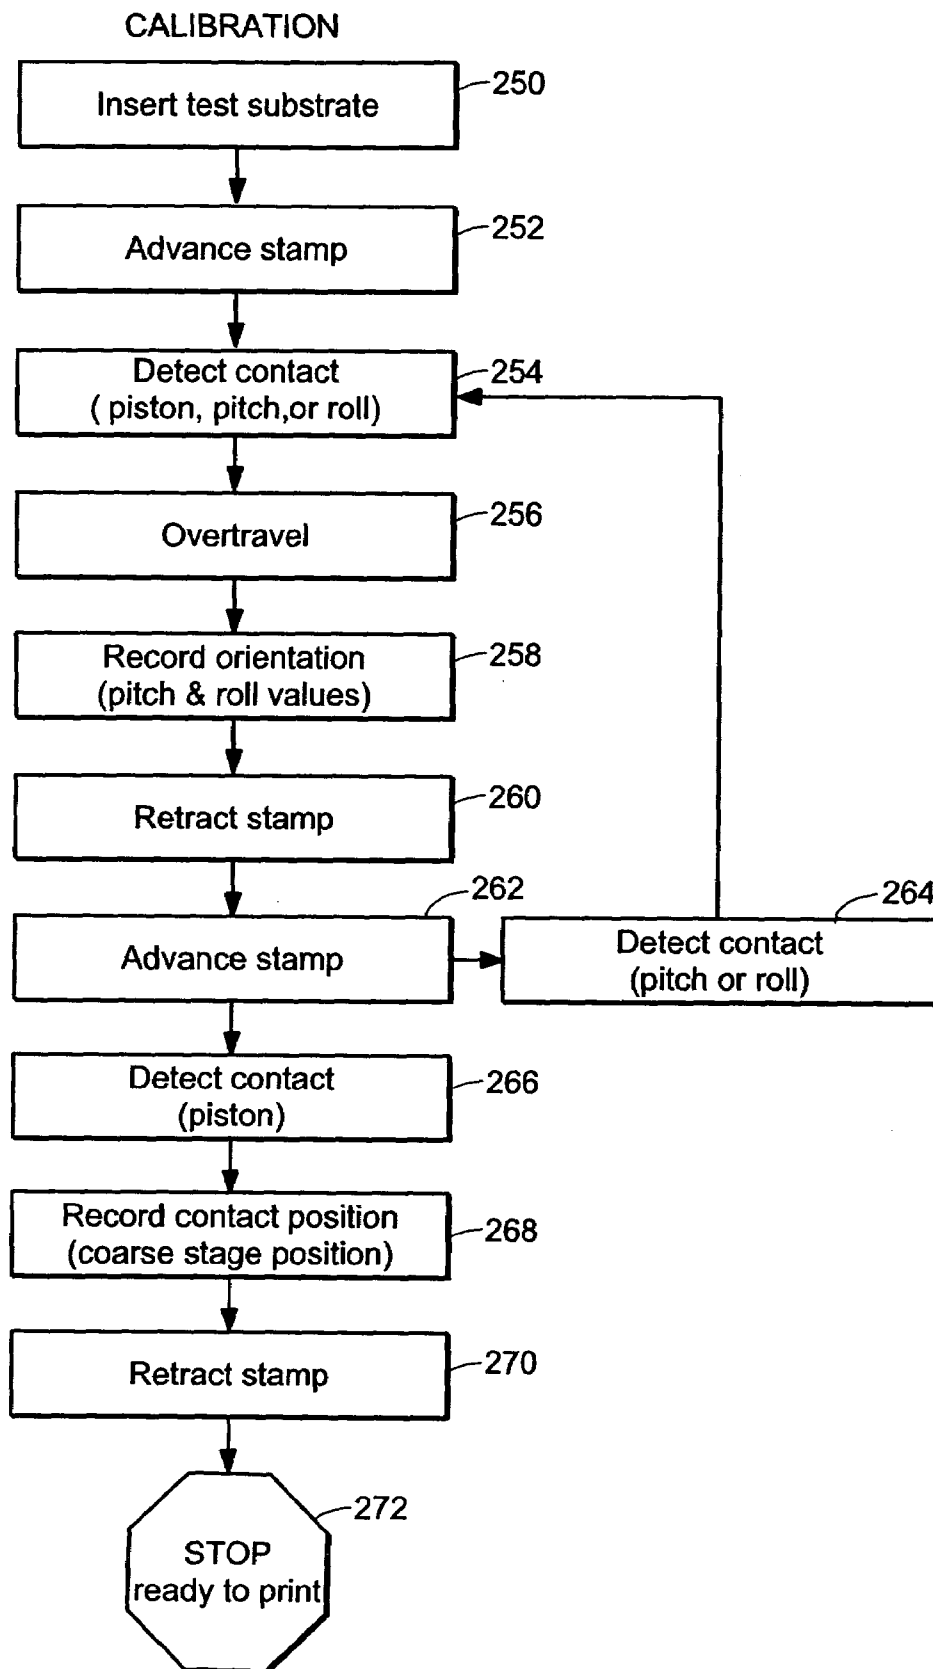 CALIBRATION
250
Insert test substrate
252
Advance stamp
254
Detect contact
( piston, pitch,or roll)
256
Overtravel
258
Record orientation
(pitch & roll values)
260
Retract stamp
262
Advance stamp
264
Detect contact
(pitch or roll)
266
Detect contact
(piston)
268
Record contact position
(coarse stage position)
270
Retract stamp
272
STOP
ready to print